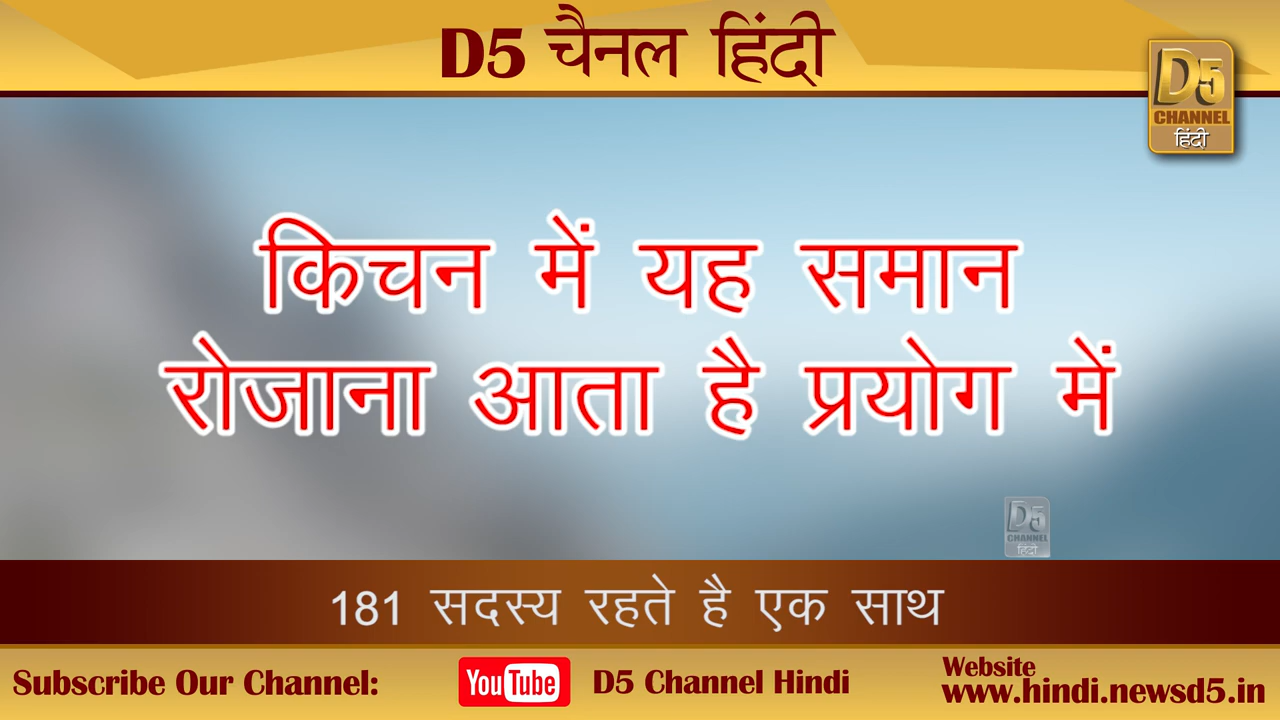 D5 चैनल हिंदी
D5
CHANNEL
हिंदी
किचन में यह समान
रोजाना आता है प्रयोग में
D5
CHANNEL
हिंदी
181 सदस्य रहते है एक साथ
Subscribe Our Channel:
YouTube
D5 Channel Hindi
Website
www.hindi.newsd5.in